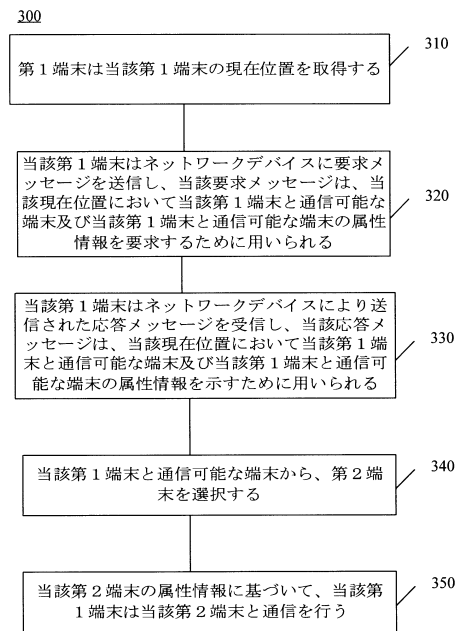 300
第１端末は当該第１端末の現在位置を取得する
310
当該第１端末はネットワークデバイスに要求メ
ッセージを送信し、当該要求メッセージは、当
該現在位置において当該第１端末と通信可能な
端末及び当該第１端末と通信可能な端末の属性
情報を要求するために用いられる
320
当該第１端末はネットワークデバイスにより送
信された応答メッセージを受信し、当該応答メ
ッセージは、当該現在位置において当該第１端
末と通信可能な端末及び当該第１端末と通信可
能な端末の属性情報を示すために用いられる
330
当該第１端末と通信可能な端末から、第２端
末を選択する
340
当該第２端末の属性情報に基づいて、当該第
１端末は当該第２端末と通信を行う
350